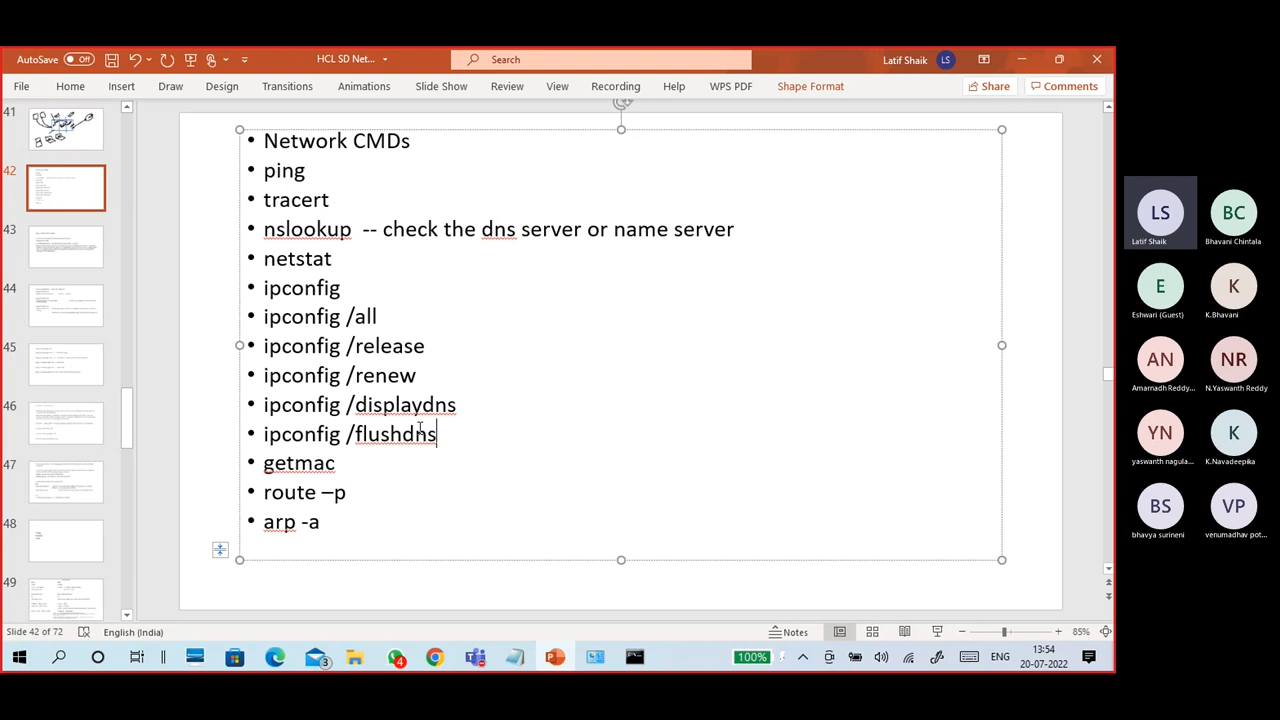 AutoSave Off HCL SD Net... Search Latif Shaik LS
File Home Insert Draw Design Transitions Animations Slide Show Review View Recording Help WPS PDF Shape Format Share Comments
41
42
43
44
45
46
47
48
49
• Network CMDs
• ping
• tracert
• nslookup -- check the dns server or name server
• netstat
• ipconfig
• ipconfig /all
• ipconfig /release
• ipconfig /renew
• ipconfig /displaydns
• ipconfig /flushdns
• getmac
• route –p
• arp -a
LS BC
Latif Shaik Bhavani Chintala
E K
Eshwari (Guest) K.Bhavani
AN NR
Amarnadh Reddy... N.Yaswanth Reddy
YN K
yaswanth nagula... K.Navadeepika
BS VP
bhavya surineni venumadhav pot...
Slide 42 of 72 English (India) Notes 85%
3 4 100% ENG 13:54
20-07-2022